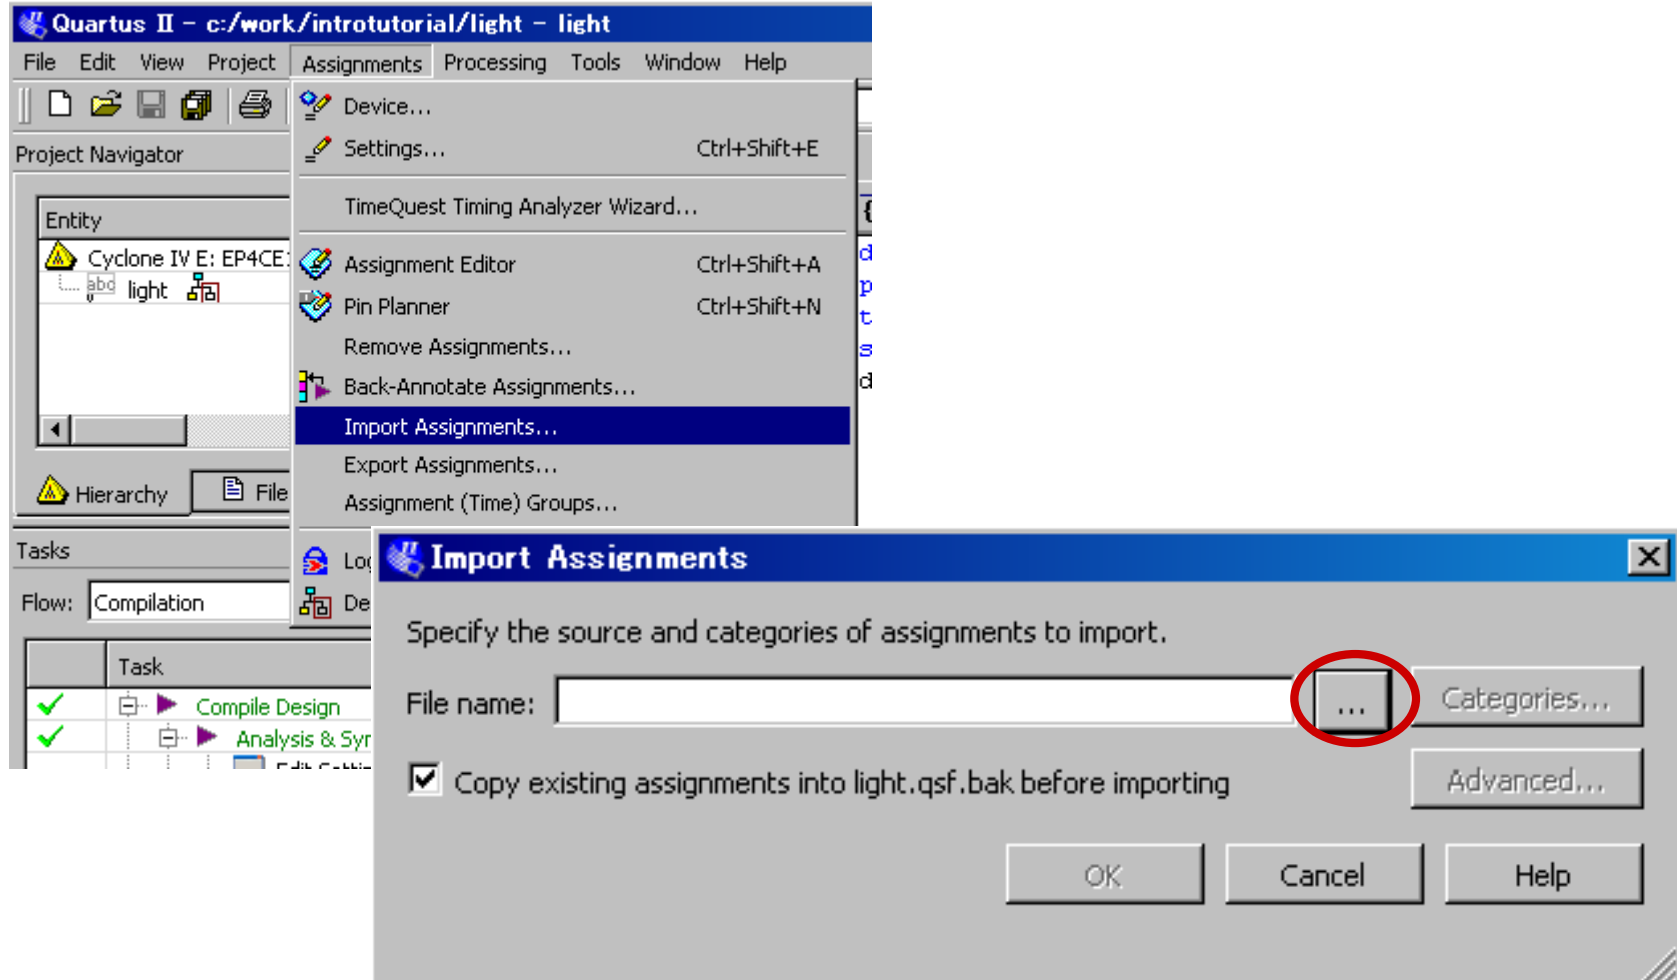 Quartus II - c:/work/introtutorial/light - light
File Edit View Project Assignments Processing Tools Window Help
Device...
Project Navigator
Settings... Ctrl+Shift+E
TimeQuest Timing Analyzer Wizard...
Entity
{
Cyclone IV E: EP4CE
d
Assignment Editor Ctrl+Shift+A
abc light
p
Pin Planner Ctrl+Shift+N
t
Remove Assignments...
s
Back-Annotate Assignments...
d
Import Assignments...
Export Assignments...
Hierarchy File
Assignment (Time) Groups...
Tasks
Flow: Compilation
De
Task
Compile Design
Analysis & Syn
Import Assignments
Specify the source and categories of assignments to import.
File name: ... Categories...
Copy existing assignments into light.qsf.bak before importing
Advanced...
OK Cancel Help